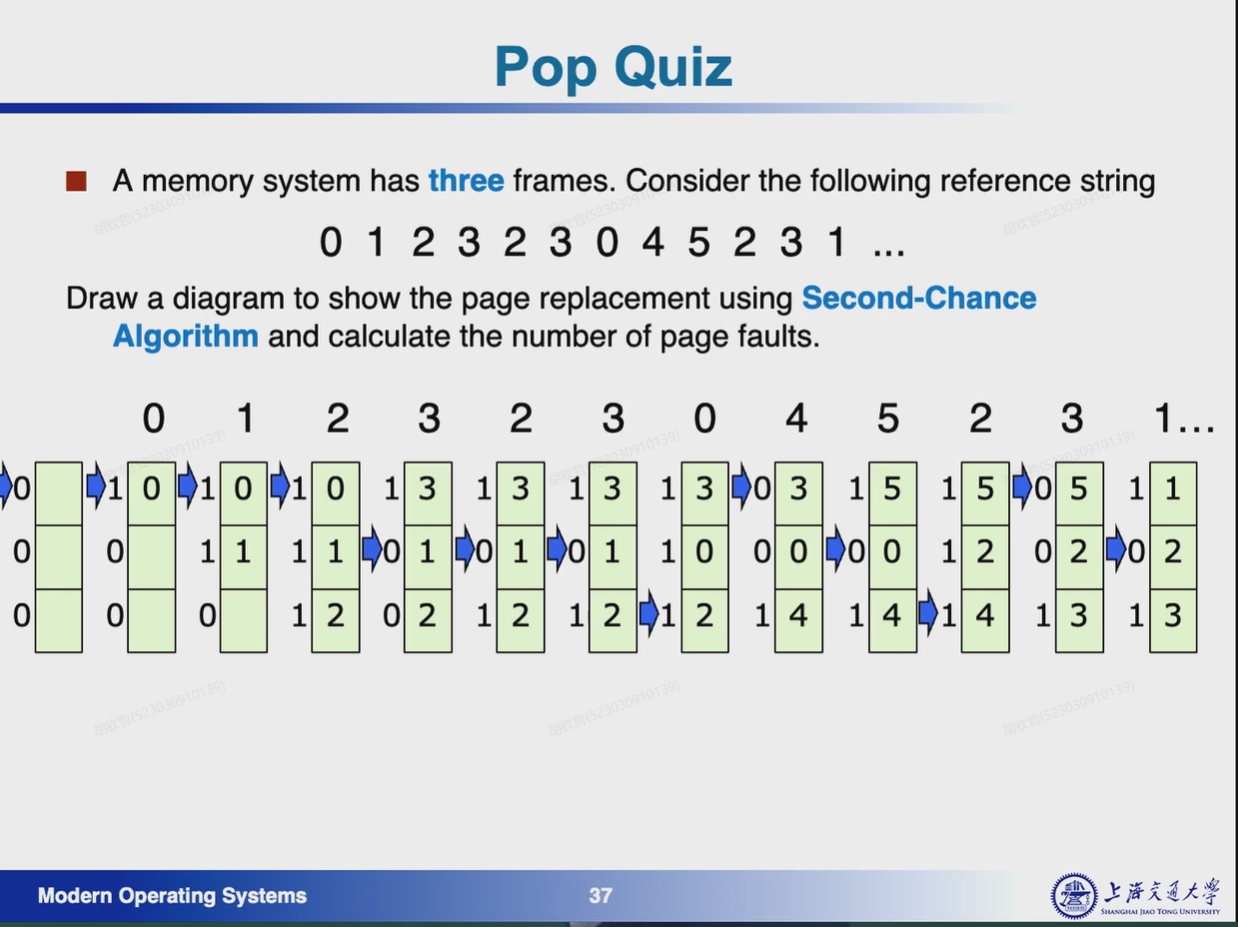 Pop Quiz
A memory system has three frames. Consider the following reference string
0 1 2 3 2 3 0 4 5 2 3 1 ...
Draw a diagram to show the page replacement using Second-Chance
Algorithm and calculate the number of page faults.
0 1 2 3 2 3 0 4 5 2 3 1...
0 1 0 1 0 1 0 1 3 1 3 1 3 1 3 0 3 1 5 1 5 0 5 1 1
0 0 1 1 1 1 0 1 0 1 0 1 1 0 0 0 0 0 1 2 0 2 0 2
0 0 0 1 2 0 2 1 2 1 2 1 2 1 4 1 4 1 4 1 3 1 3
Modern Operating Systems
37
上海交通大学
SHANGHAI JIAO TONG UNIVERSITY